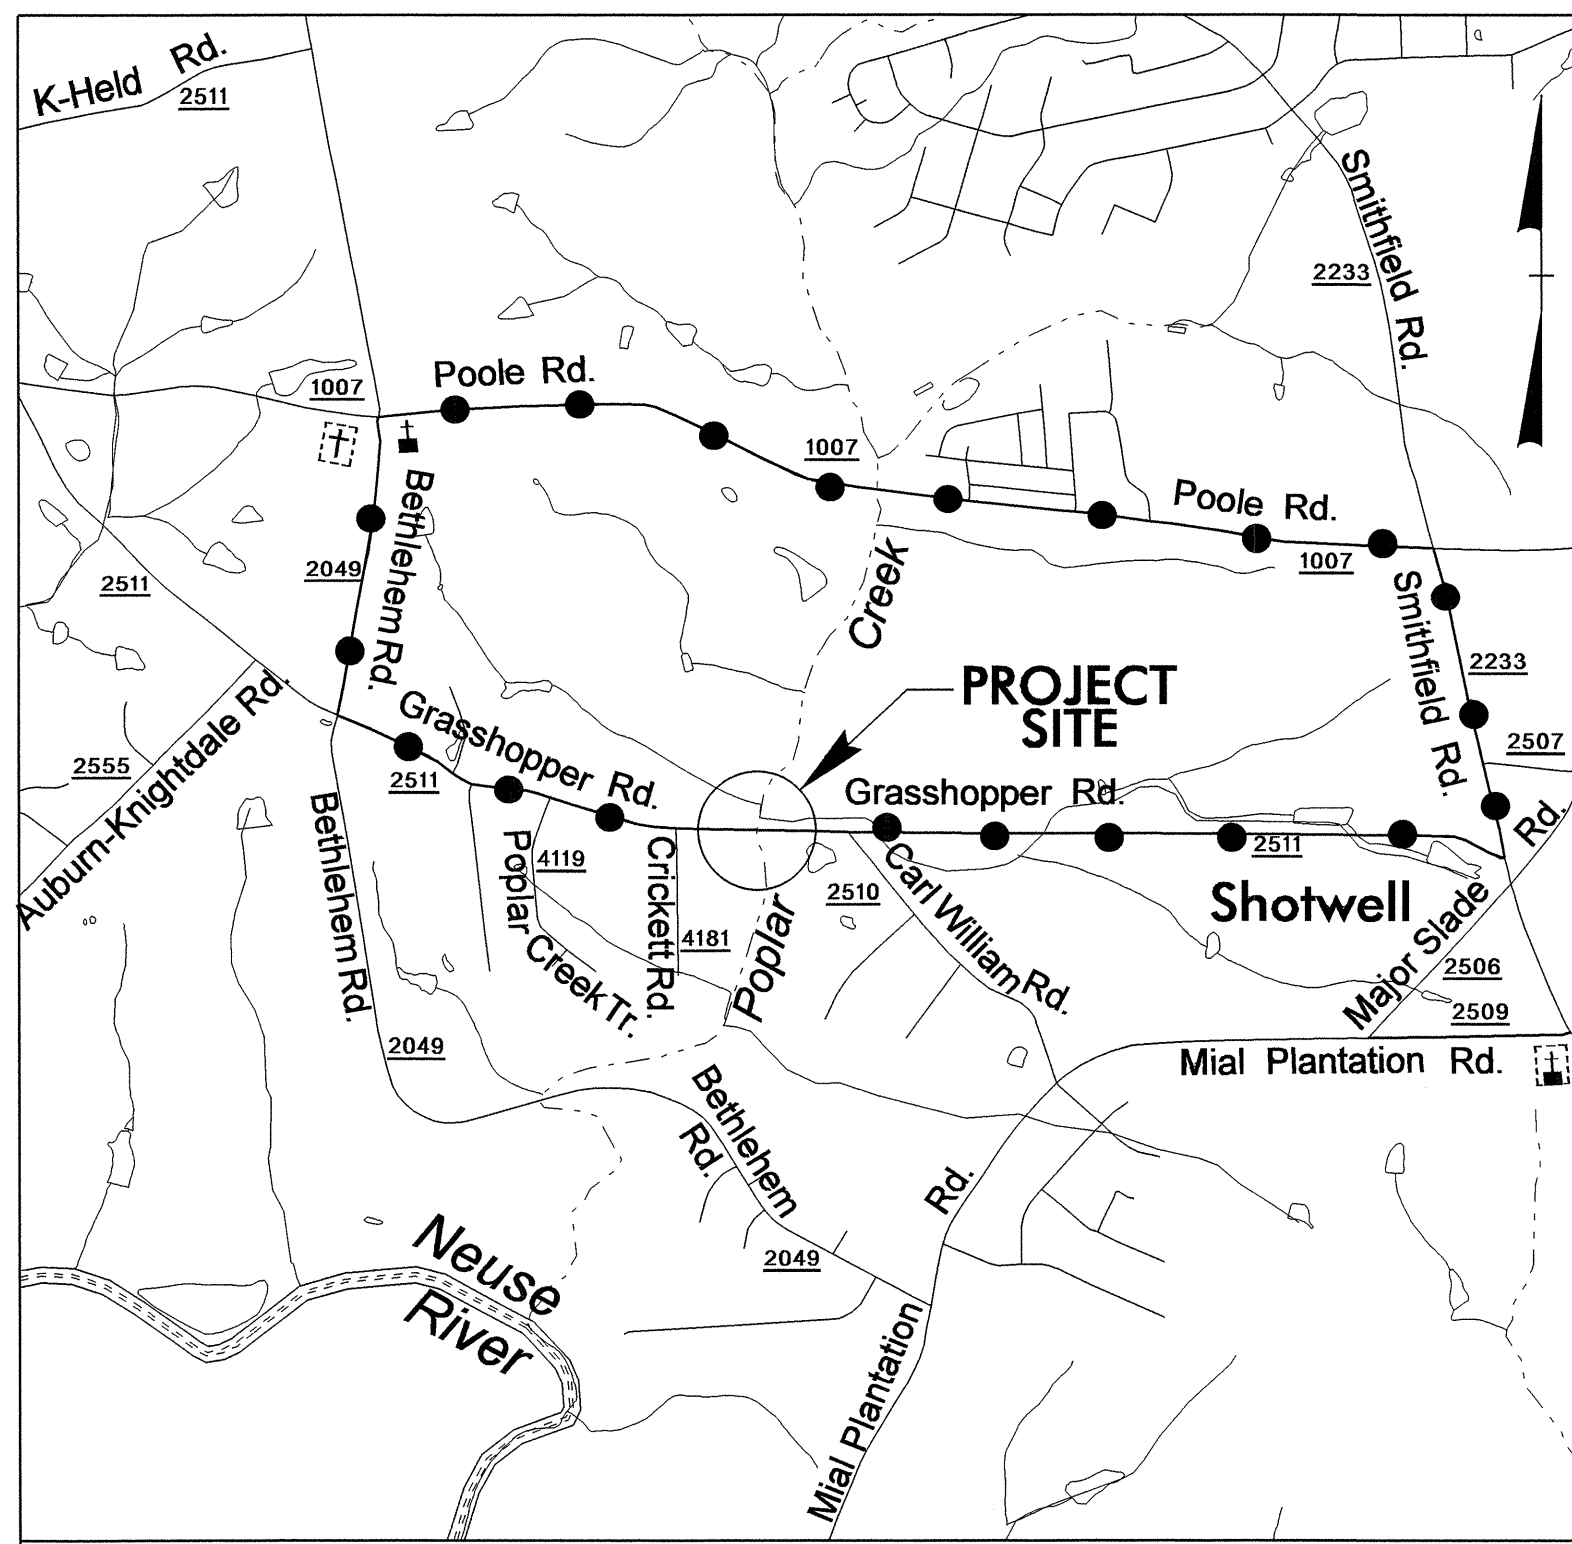 K-Held Rd.
2511
Smithfield Rd.
2233
Poole Rd.
1007
1007
Poole Rd.
1007
Bethlehem Rd.
2049
2511
Creek
Smithfield Rd.
2233
PROJECT
SITE
2507
Auburn-Knightdale Rd.
2555
Grasshopper Rd.
2511
Grasshopper Rd.
2511
Major Slade Rd.
Bethlehem Rd.
Poplar
Creek Tr.
4119
Crickett Rd.
4181
2510
Carl William Rd.
Shotwell
Poplar
2506
2509
2049
Mial Plantation Rd.
Bethlehem
Rd.
2049
Mial Plantation Rd.
Neuse
River